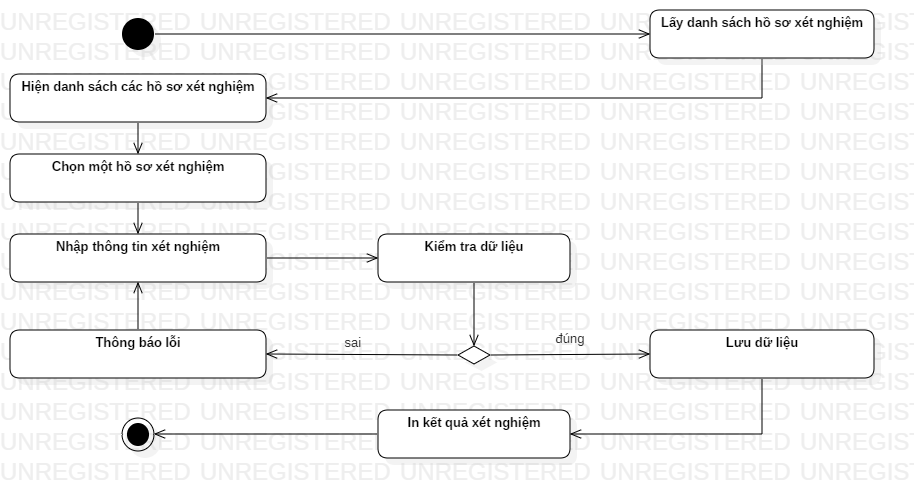 Lấy danh sách hồ sơ xét nghiệm
Hiện danh sách các hồ sơ xét nghiệm
Chọn một hồ sơ xét nghiệm
Nhập thông tin xét nghiệm
Kiểm tra dữ liệu
Thông báo lỗi
sai
đúng
Lưu dữ liệu
In kết quả xét nghiệm
UNREGISTERED